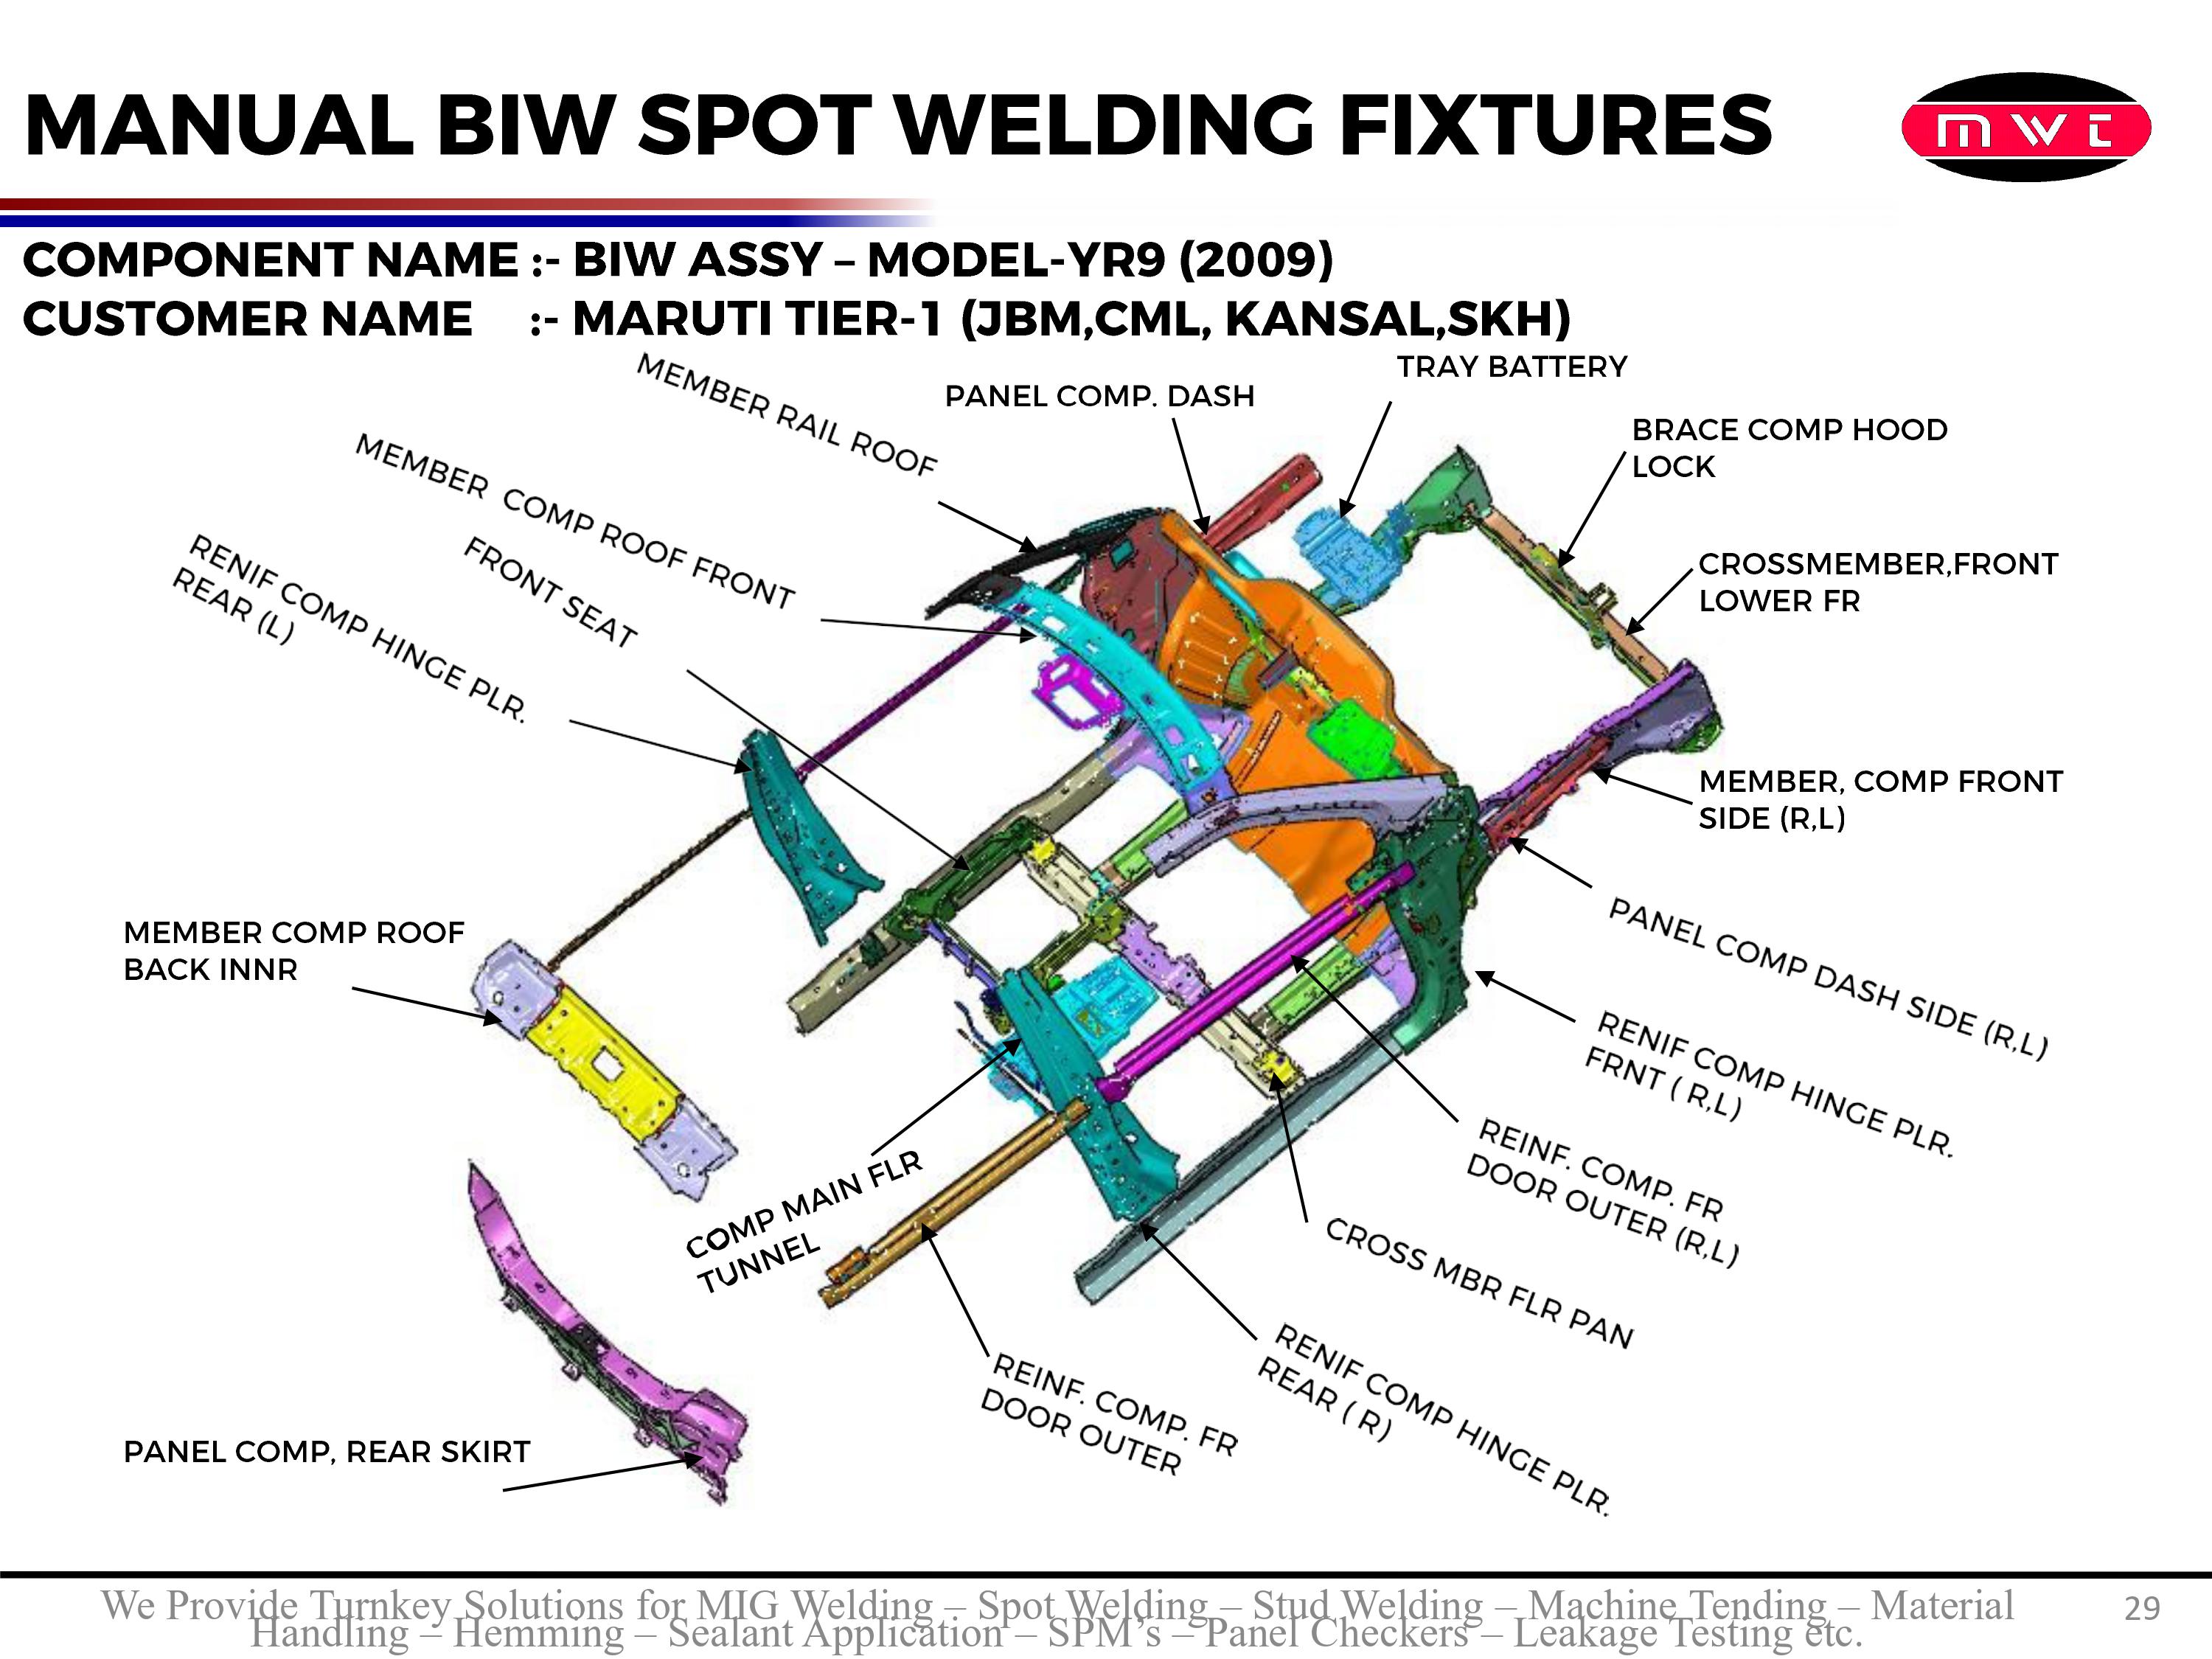 MANUAL BIW SPOT WELDING FIXTURES
mwt
COMPONENT NAME :- BIW ASSY – MODEL-YR9 (2009)
CUSTOMER NAME :- MARUTI TIER-1 (JBM,CML, KANSAL,SKH)
MEMBER RAIL ROOF
PANEL COMP. DASH
TRAY BATTERY
BRACE COMP HOOD
LOCK
MEMBER COMP ROOF FRONT
FRONT SEAT
RENIF COMP HINGE PLR.
REAR (L)
CROSSMEMBER,FRONT
LOWER FR
MEMBER, COMP FRONT
SIDE (R,L)
PANEL COMP DASH SIDE (R,L)
MEMBER COMP ROOF
BACK INNR
RENIF COMP HINGE PLR.
FRNT ( R,L)
REINF. COMP. FR
DOOR OUTER (R,L)
COMP MAIN FLR
TUNNEL
CROSS MBR FLR PAN
RENIF COMP HINGE PLR.
REAR ( R)
REINF. COMP. FR
DOOR OUTER
PANEL COMP, REAR SKIRT
We Provide Turnkey Solutions for MIG Welding – Spot Welding – Stud Welding – Machine Tending – Material
Handling – Hemming – Sealant Application – SPM’s – Panel Checkers – Leakage Testing etc.
29